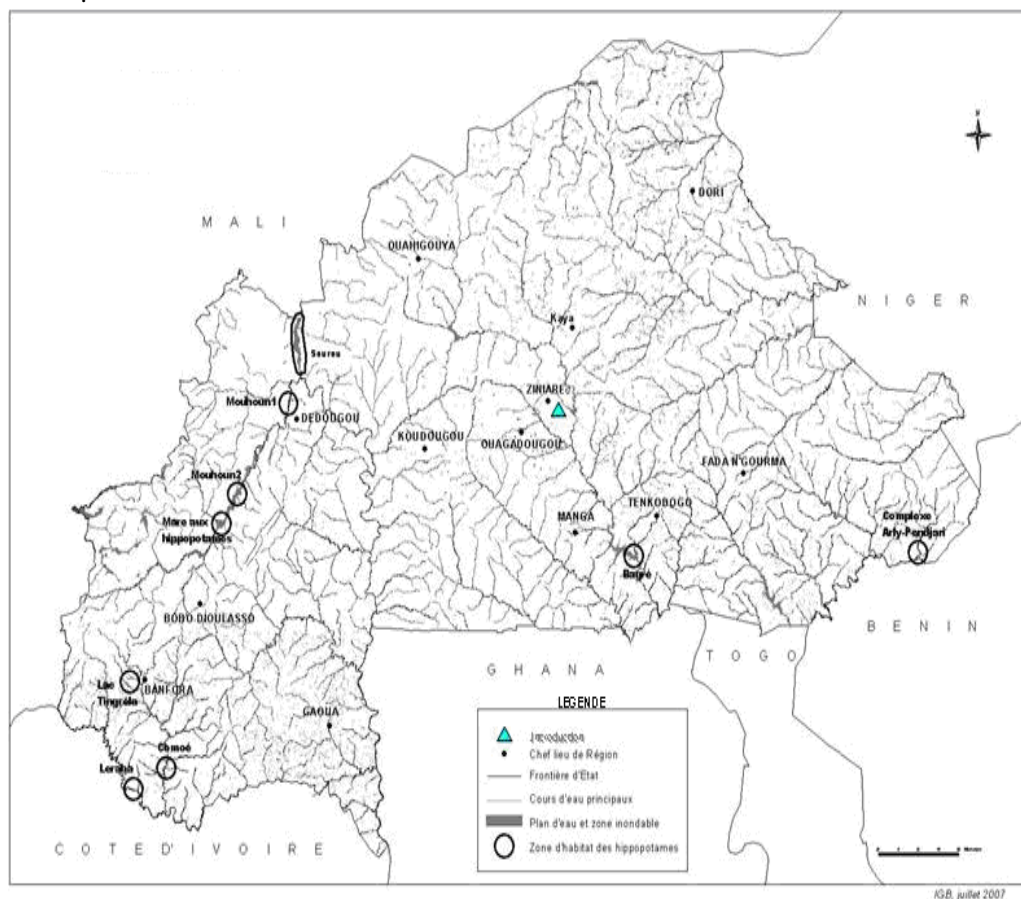 MALI
DORI
OUAHIGOUYA
NIGER
Kaya
Sourou
ZINIARE
Mouhoun1
DEDOUGOU
KOUDOUGOU
OUAGADOUGOU
FADA N'GOURMA
Mouhoun2
TENKOBOGO
Mare aux
hippopotames
MANGA
Complexe
Arly-Pendjari
Bagré
BOBO DIOULASSO
BENIN
GHANA
TOGO
Lac
Tingréla
BANFORA
GAOUA
LEGENDE
Introduction
Chef lieu de Région
Frontière d'Etat
Cours d'eau principaux
Plan d'eau et zone inondable
Zone d'habitat des hippopotames
Comoé
Leraba
COTE D'IVOIRE
IGB, juillet 2007